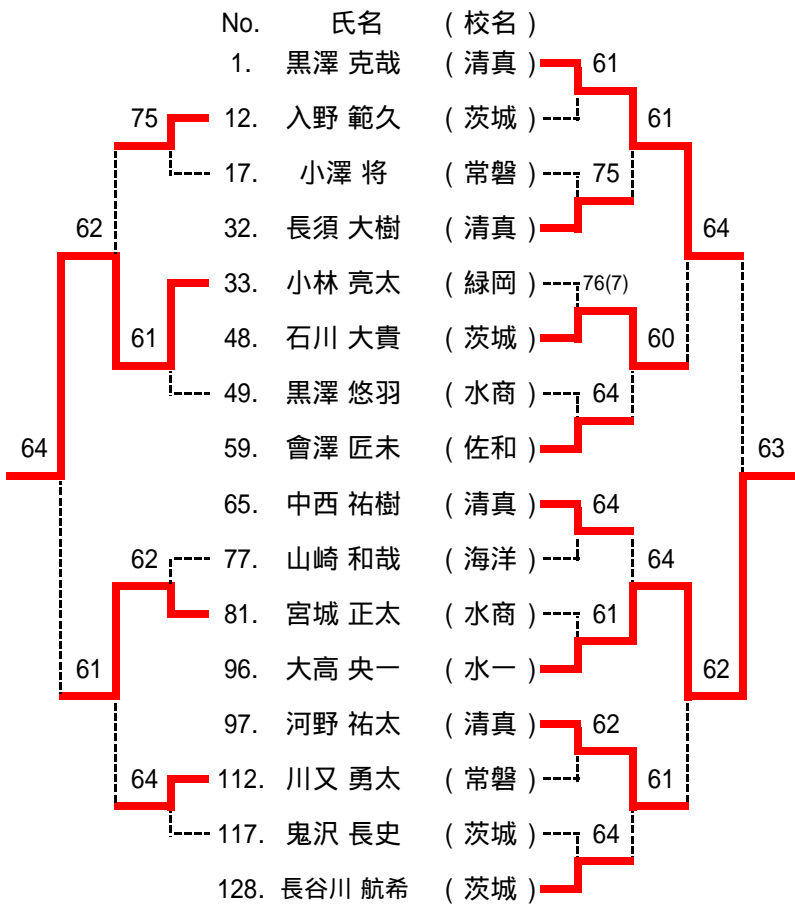 No. 氏名 ( 校名 )
1. 黒澤 克哉 ( 清真 ) 61
75 12. 入野 範久 ( 茨城 ) 61
17. 小澤 将 ( 常磐 ) 75
62 32. 長須 大樹 ( 清真 ) 64
33. 小林 亮太 ( 緑岡 ) 76(7)
61 48. 石川 大貴 ( 茨城 ) 60
49. 黒澤 悠羽 ( 水商 ) 64
64 59. 會澤 匠未 ( 佐和 ) 63
65. 中西 祐樹 ( 清真 ) 64
62 77. 山崎 和哉 ( 海洋 ) 64
81. 宮城 正太 ( 水商 ) 61
61 96. 大高 央一 ( 水一 ) 62
97. 河野 祐太 ( 清真 ) 62
64 112. 川又 勇太 ( 常磐 ) 61
117. 鬼沢 長史 ( 茨城 ) 64
128. 長谷川 航希 ( 茨城 )